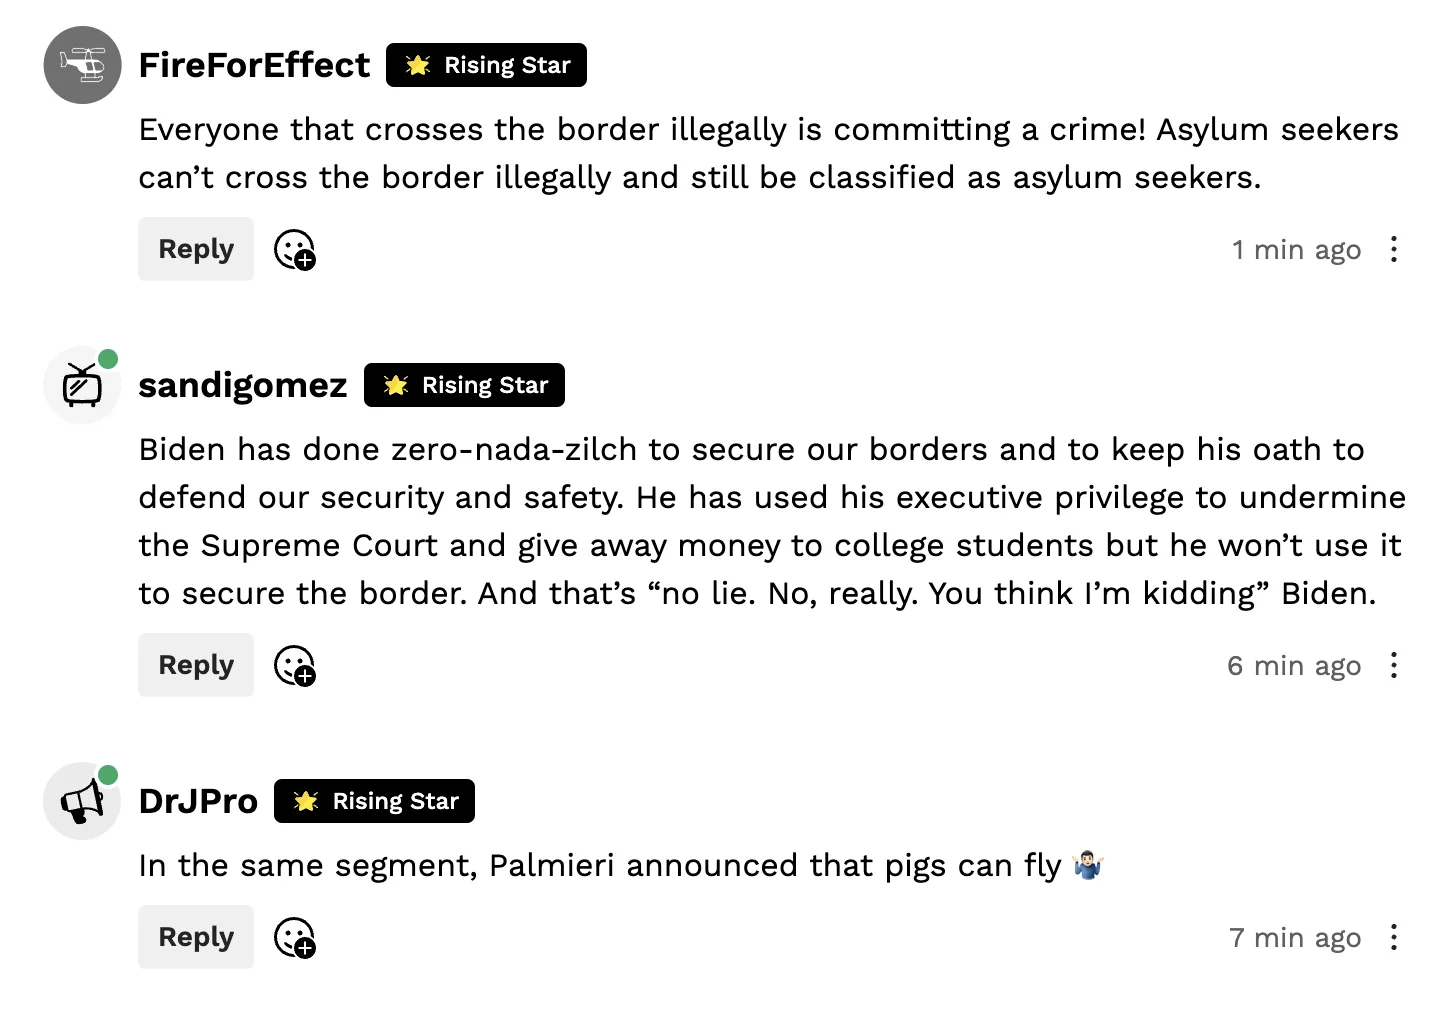 FireForEffect Rising Star
Everyone that crosses the border illegally is committing a crime! Asylum seekers
can’t cross the border illegally and still be classified as asylum seekers.
Reply 1 min ago
sandigomez Rising Star
Biden has done zero-nada-zilch to secure our borders and to keep his oath to
defend our security and safety. He has used his executive privilege to undermine
the Supreme Court and give away money to college students but he won’t use it
to secure the border. And that’s “no lie. No, really. You think I’m kidding” Biden.
Reply 6 min ago
DrJPro Rising Star
In the same segment, Palmieri announced that pigs can fly 🤷🏻‍♂️
Reply 7 min ago